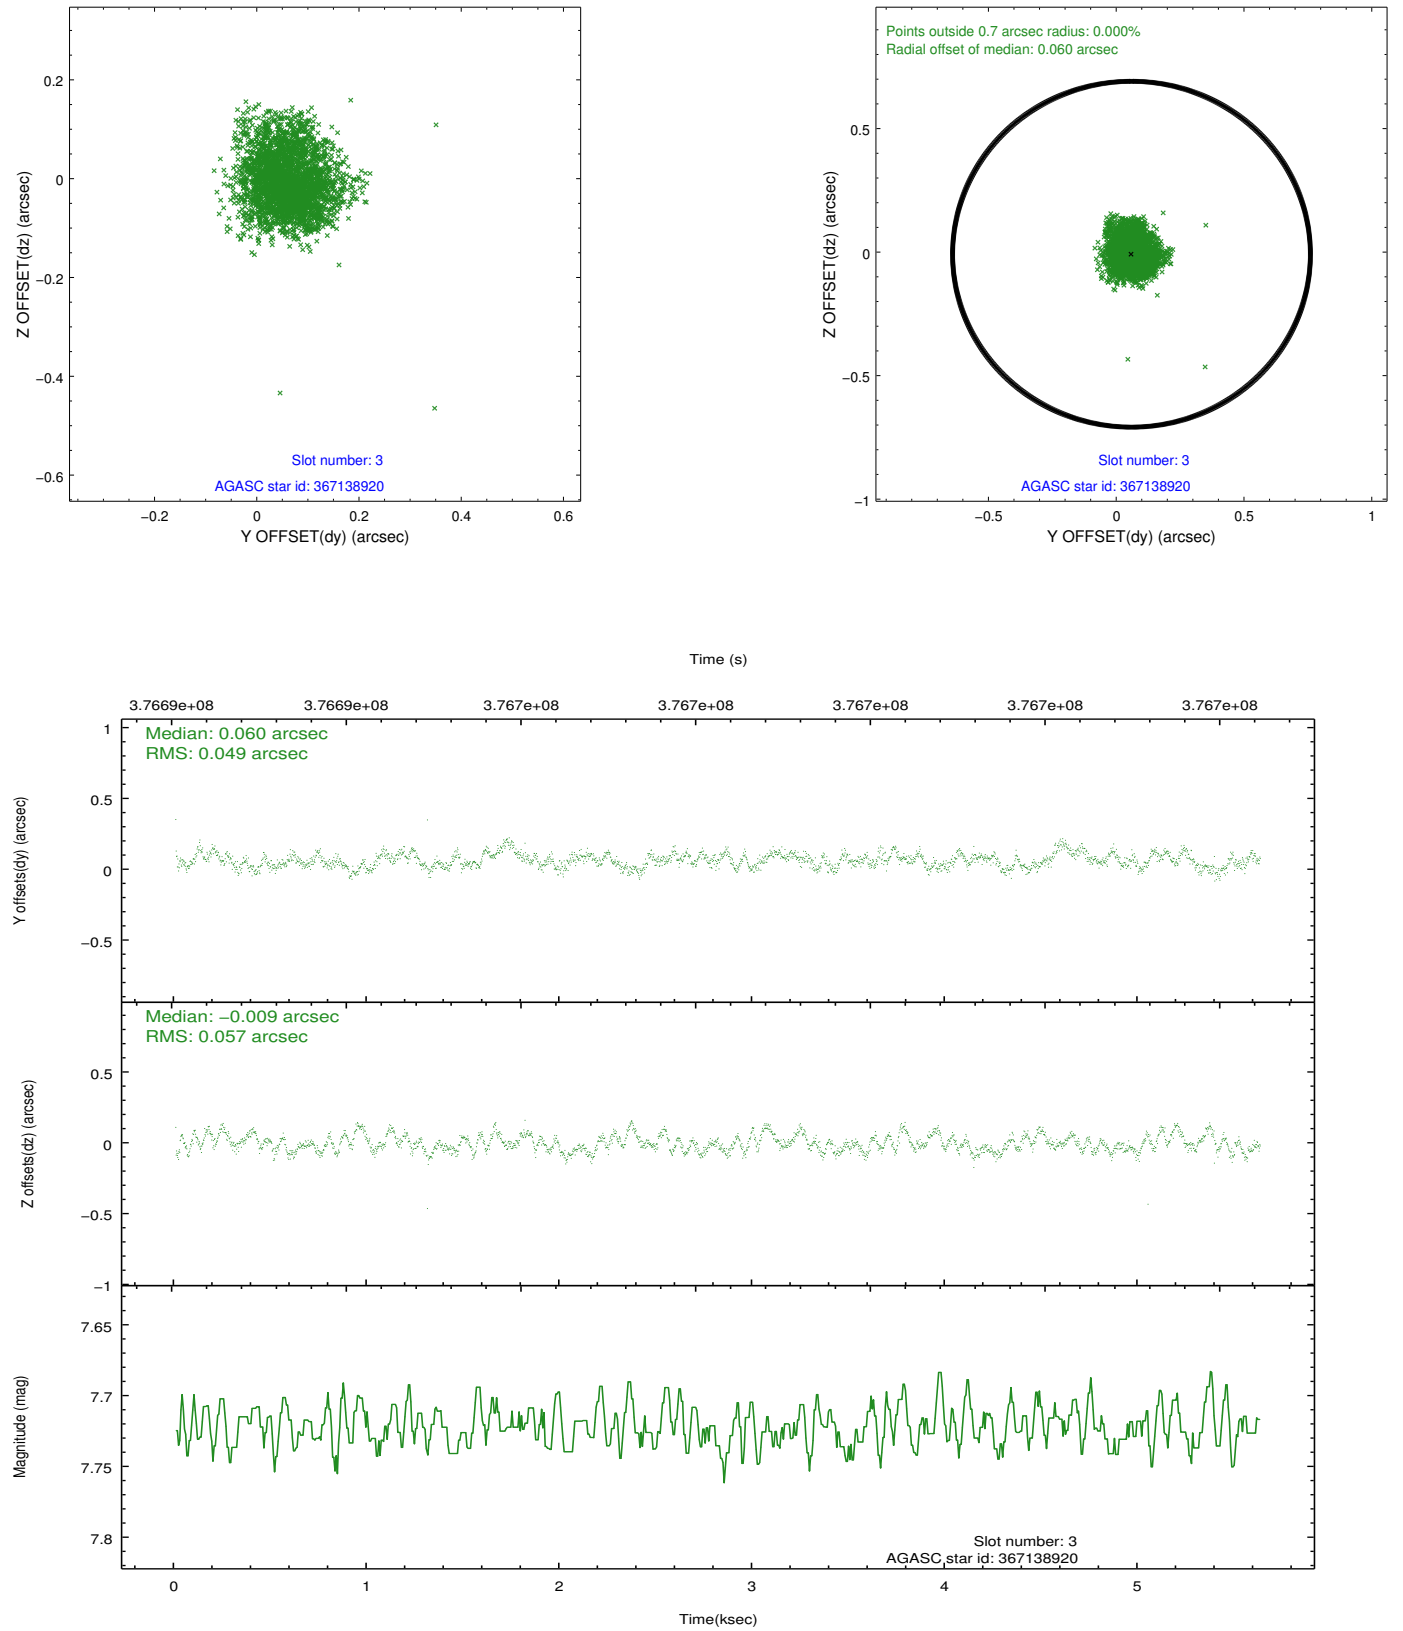 0.2
0
−0.2
−0.4
−0.6
Z OFFSET(dz) (arcsec)
Slot number: 3
AGASC star id: 367138920
−0.2
0
0.2
0.4
0.6
Y OFFSET(dy) (arcsec)
Points outside 0.7 arcsec radius: 0.000%
Radial offset of median: 0.060 arcsec
0.5
0
−0.5
−1
Z OFFSET(dz) (arcsec)
Slot number: 3
AGASC star id: 367138920
−0.5
0
0.5
1
Y OFFSET(dy) (arcsec)
Time (s)
3.7669e+08
3.7669e+08
3.767e+08
3.767e+08
3.767e+08
3.767e+08
3.767e+08
Median: 0.060 arcsec
RMS: 0.049 arcsec
1
0.5
0
−0.5
Y offsets(dy) (arcsec)
Median: −0.009 arcsec
RMS: 0.057 arcsec
0.5
0
−0.5
−1
Z offsets(dz) (arcsec)
7.65
7.7
7.75
7.8
Magnitude (mag)
Slot number: 3
AGASC star id: 367138920
0
1
2
3
4
5
Time(ksec)